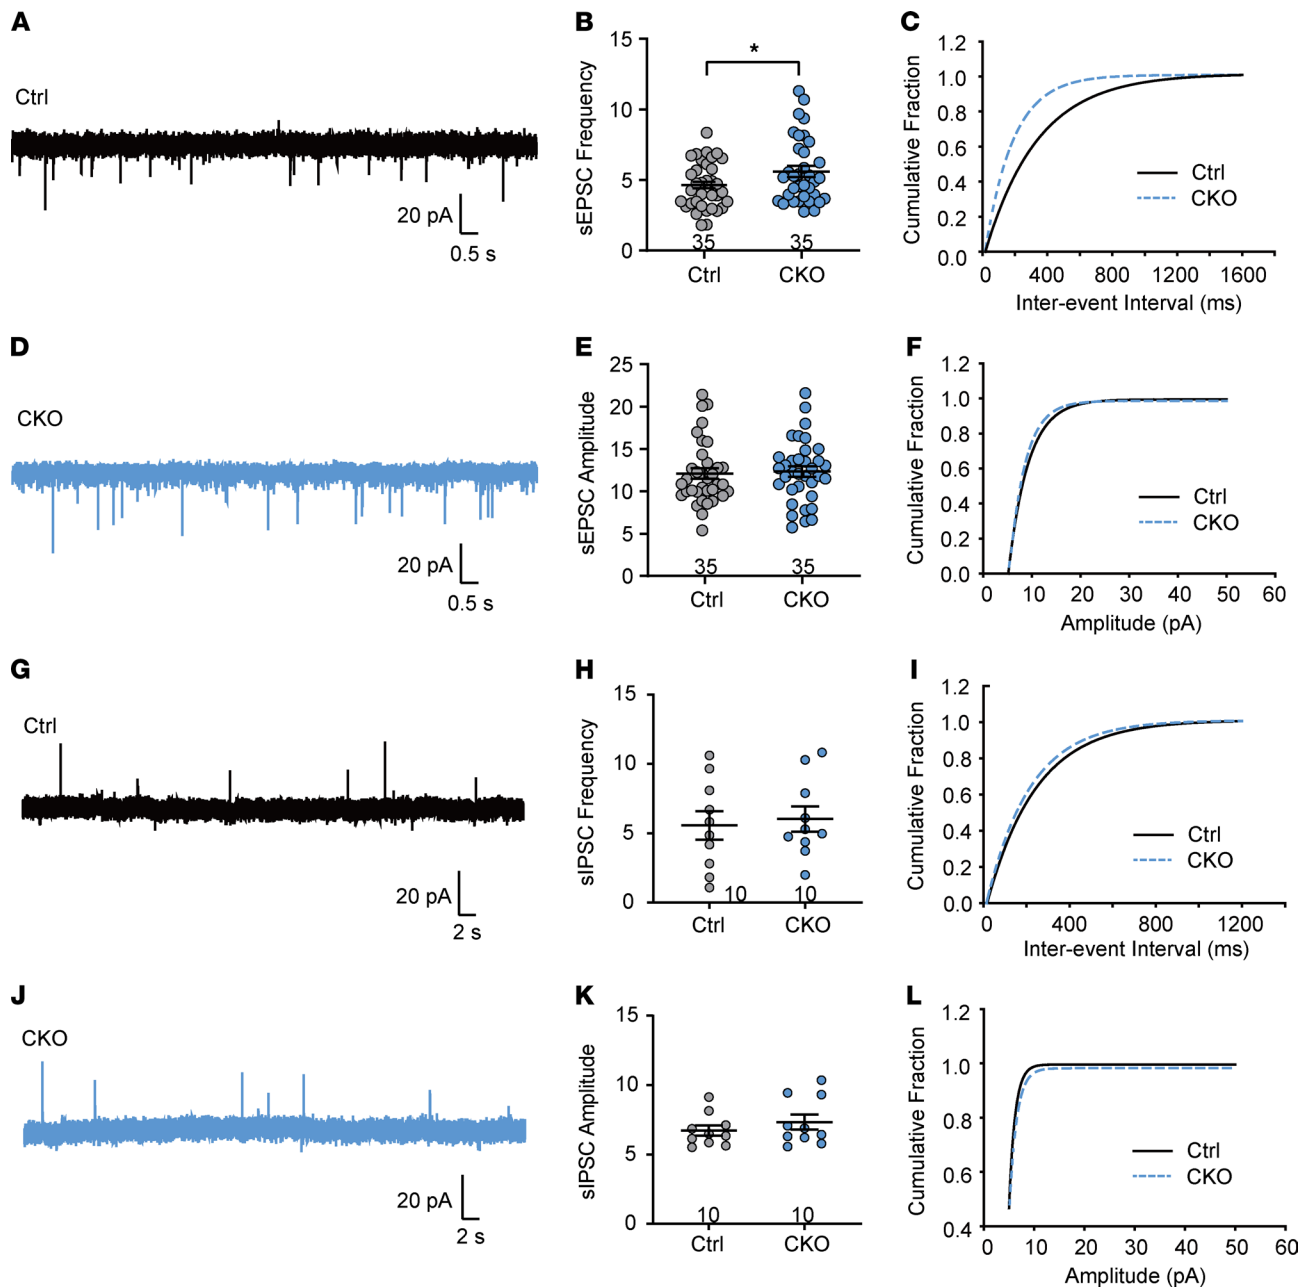 A
Ctrl
20 pA
0.5 s
B
15
10
5
0
sEPSC Frequency
*
35
35
Ctrl
CKO
C
1.2
1.0
0.8
0.6
0.4
0.2
0.0
Cumulative Fraction
Ctrl
CKO
400
800
1200
1600
Inter-event Interval (ms)
D
CKO
20 pA
0.5 s
E
25
20
15
10
5
0
sEPSC Amplitude
35
35
Ctrl
CKO
F
1.2
1.0
0.8
0.6
0.4
0.2
0.0
Cumulative Fraction
Ctrl
CKO
0
10
20
30
40
50
60
Amplitude (pA)
G
Ctrl
20 pA
2 s
H
15
10
5
0
sIPSC Frequency
10
10
Ctrl
CKO
I
1.2
1.0
0.8
0.6
0.4
0.2
0.0
Cumulative Fraction
Ctrl
CKO
0
400
800
1200
Inter-event Interval (ms)
J
CKO
20 pA
2 s
K
15
10
5
0
sIPSC Amplitude
10
10
Ctrl
CKO
L
1.2
1.0
0.8
0.6
0.4
Cumulative Fraction
Ctrl
CKO
0
10
20
30
40
50
60
Amplitude (pA)